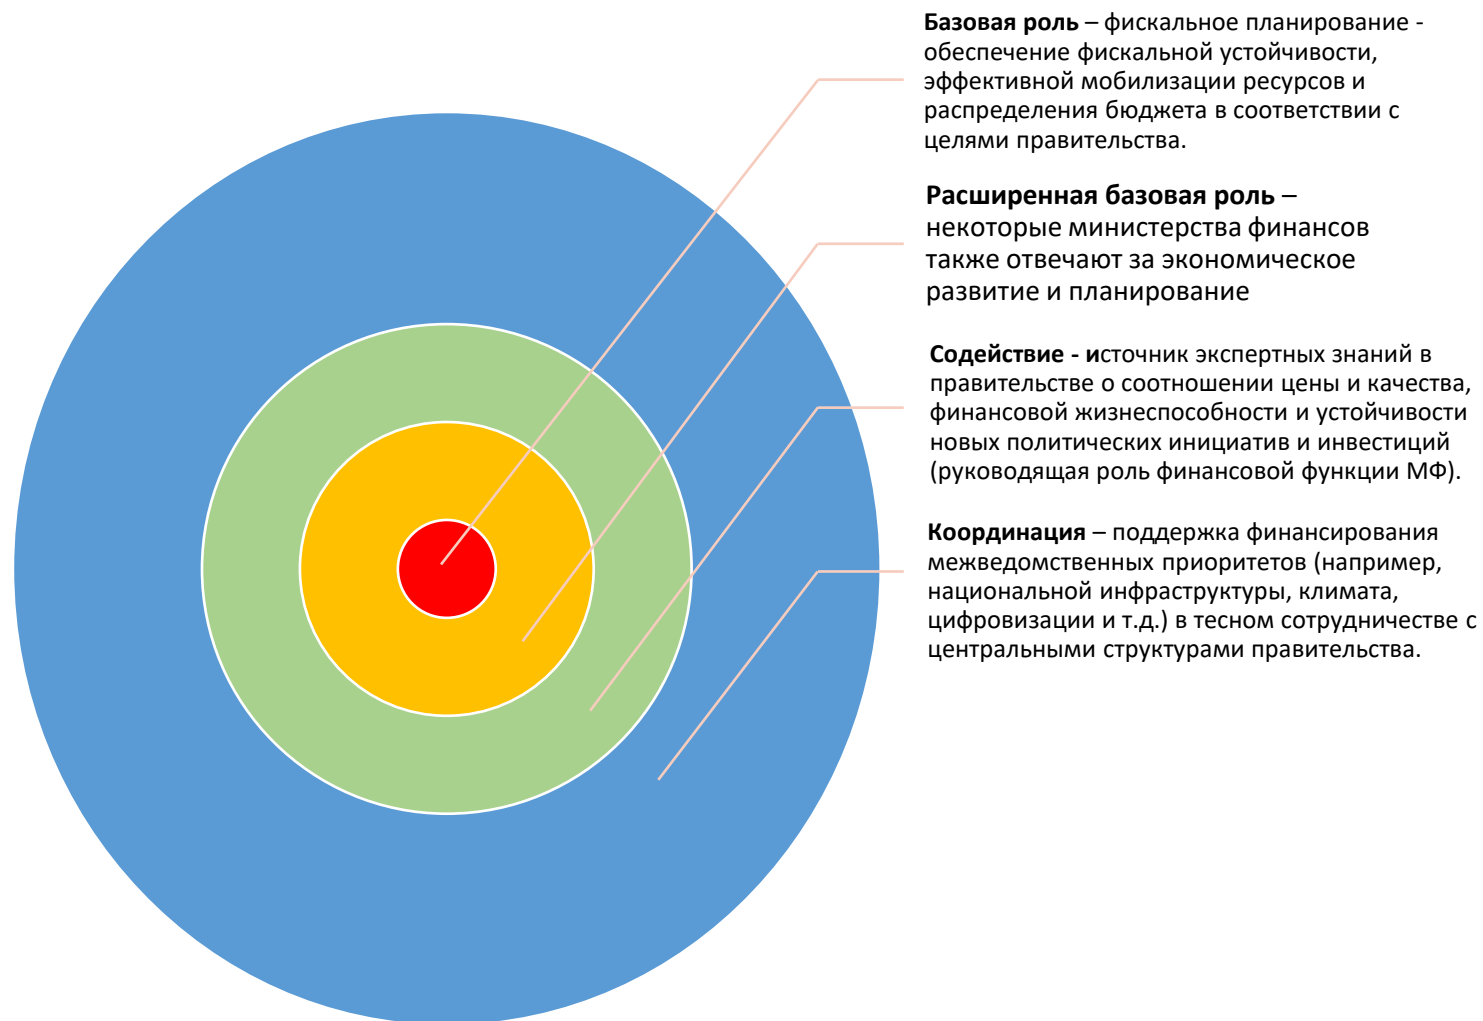 Базовая роль – фискальное планирование -
обеспечение фискальной устойчивости,
эффективной мобилизации ресурсов и
распределения бюджета в соответствии с
целями правительства.
Расширенная базовая роль –
некоторые министерства финансов
также отвечают за экономическое
развитие и планирование
Содействие - источник экспертных знаний в
правительстве о соотношении цены и качества,
финансовой жизнеспособности и устойчивости
новых политических инициатив и инвестиций
(руководящая роль финансовой функции МФ).
Координация – поддержка финансирования
межведомственных приоритетов (например,
национальной инфраструктуры, климата,
цифровизации и т.д.) в тесном сотрудничестве с
центральными структурами правительства.